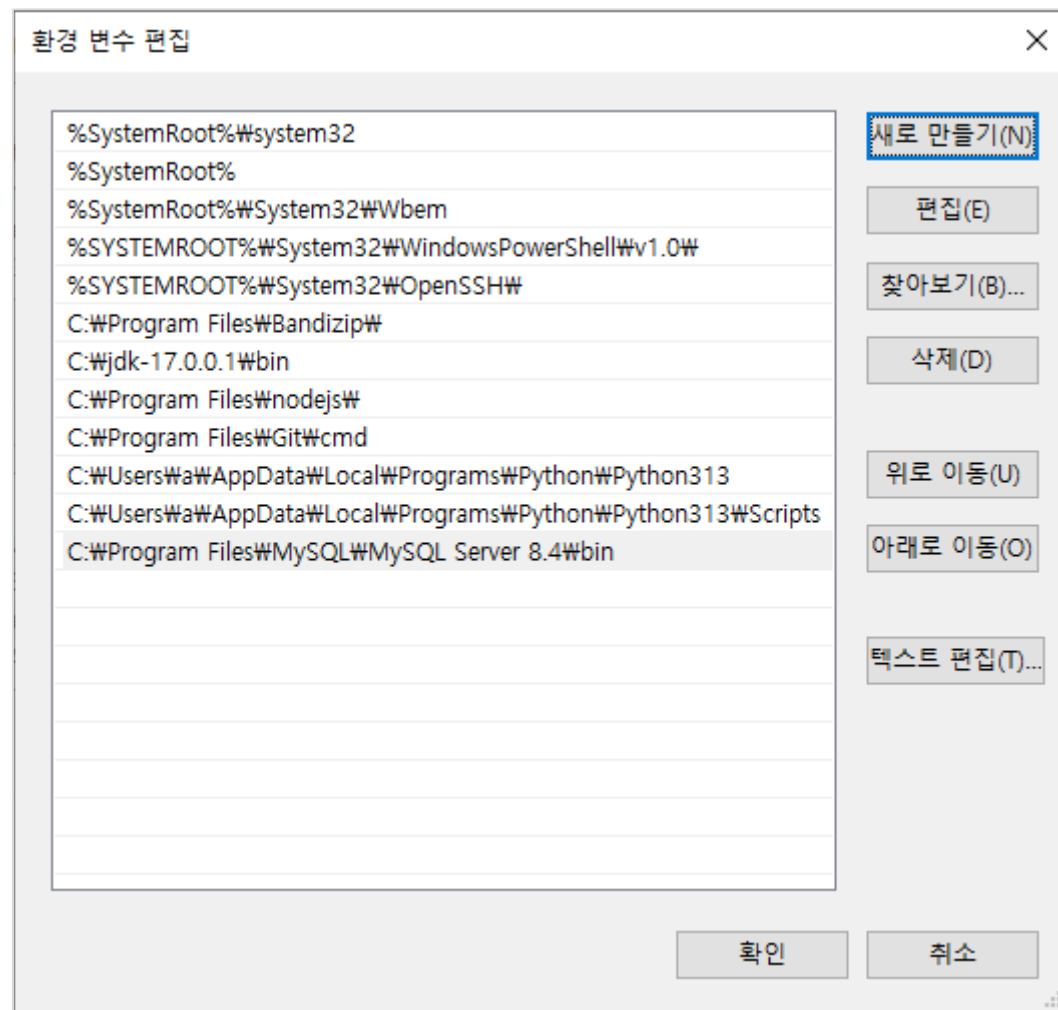 환경 변수 편집
%SystemRoot%₩system32
%SystemRoot%
%SystemRoot%₩System32₩Wbem
%SYSTEMROOT%₩System32₩WindowsPowerShell₩v1.0₩
%SYSTEMROOT%₩System32₩OpenSSH₩
C:₩Program Files₩Bandizip₩
C:₩jdk-17.0.0.1₩bin
C:₩Program Files₩nodejs₩
C:₩Program Files₩Git₩cmd
C:₩Users₩a₩AppData₩Local₩Programs₩Python₩Python313
C:₩Users₩a₩AppData₩Local₩Programs₩Python₩Python313₩Scripts
C:₩Program Files₩MySQL₩MySQL Server 8.4₩bin
새로 만들기(N)
편집(E)
찾아보기(B)...
삭제(D)
위로 이동(U)
아래로 이동(O)
텍스트 편집(T)...
확인
취소